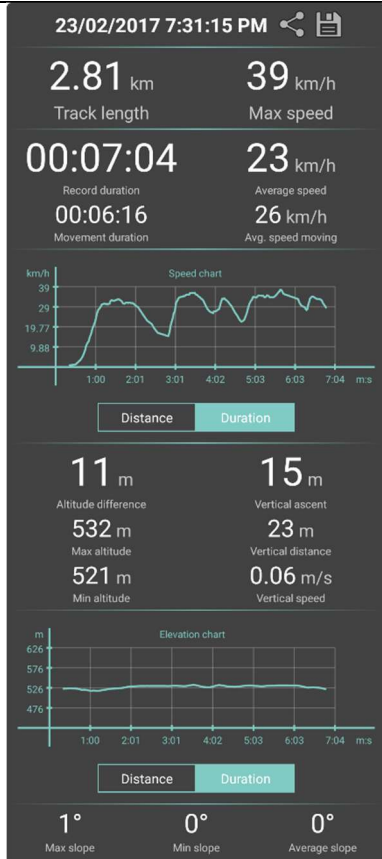 23/02/2017 7:31:15 PM
2.81 km 39 km/h
Track length Max speed
00:07:04 23 km/h
Record duration Average speed
00:06:16 26 km/h
Movement duration Avg. speed moving
km/h Speed chart
39
29
19.77
9.88
1:00 2:01 3:01 4:02 5:03 6:03 7:04 m:s
Distance Duration
11 m 15 m
Altitude difference Vertical ascent
532 m 23 m
Max altitude Vertical distance
521 m 0.06 m/s
Min altitude Vertical speed
m Elevation chart
626
576
526
476
1:00 2:01 3:01 4:02 5:03 6:03 7:04 m:s
Distance Duration
1° 0° 0°
Max slope Min slope Average slope